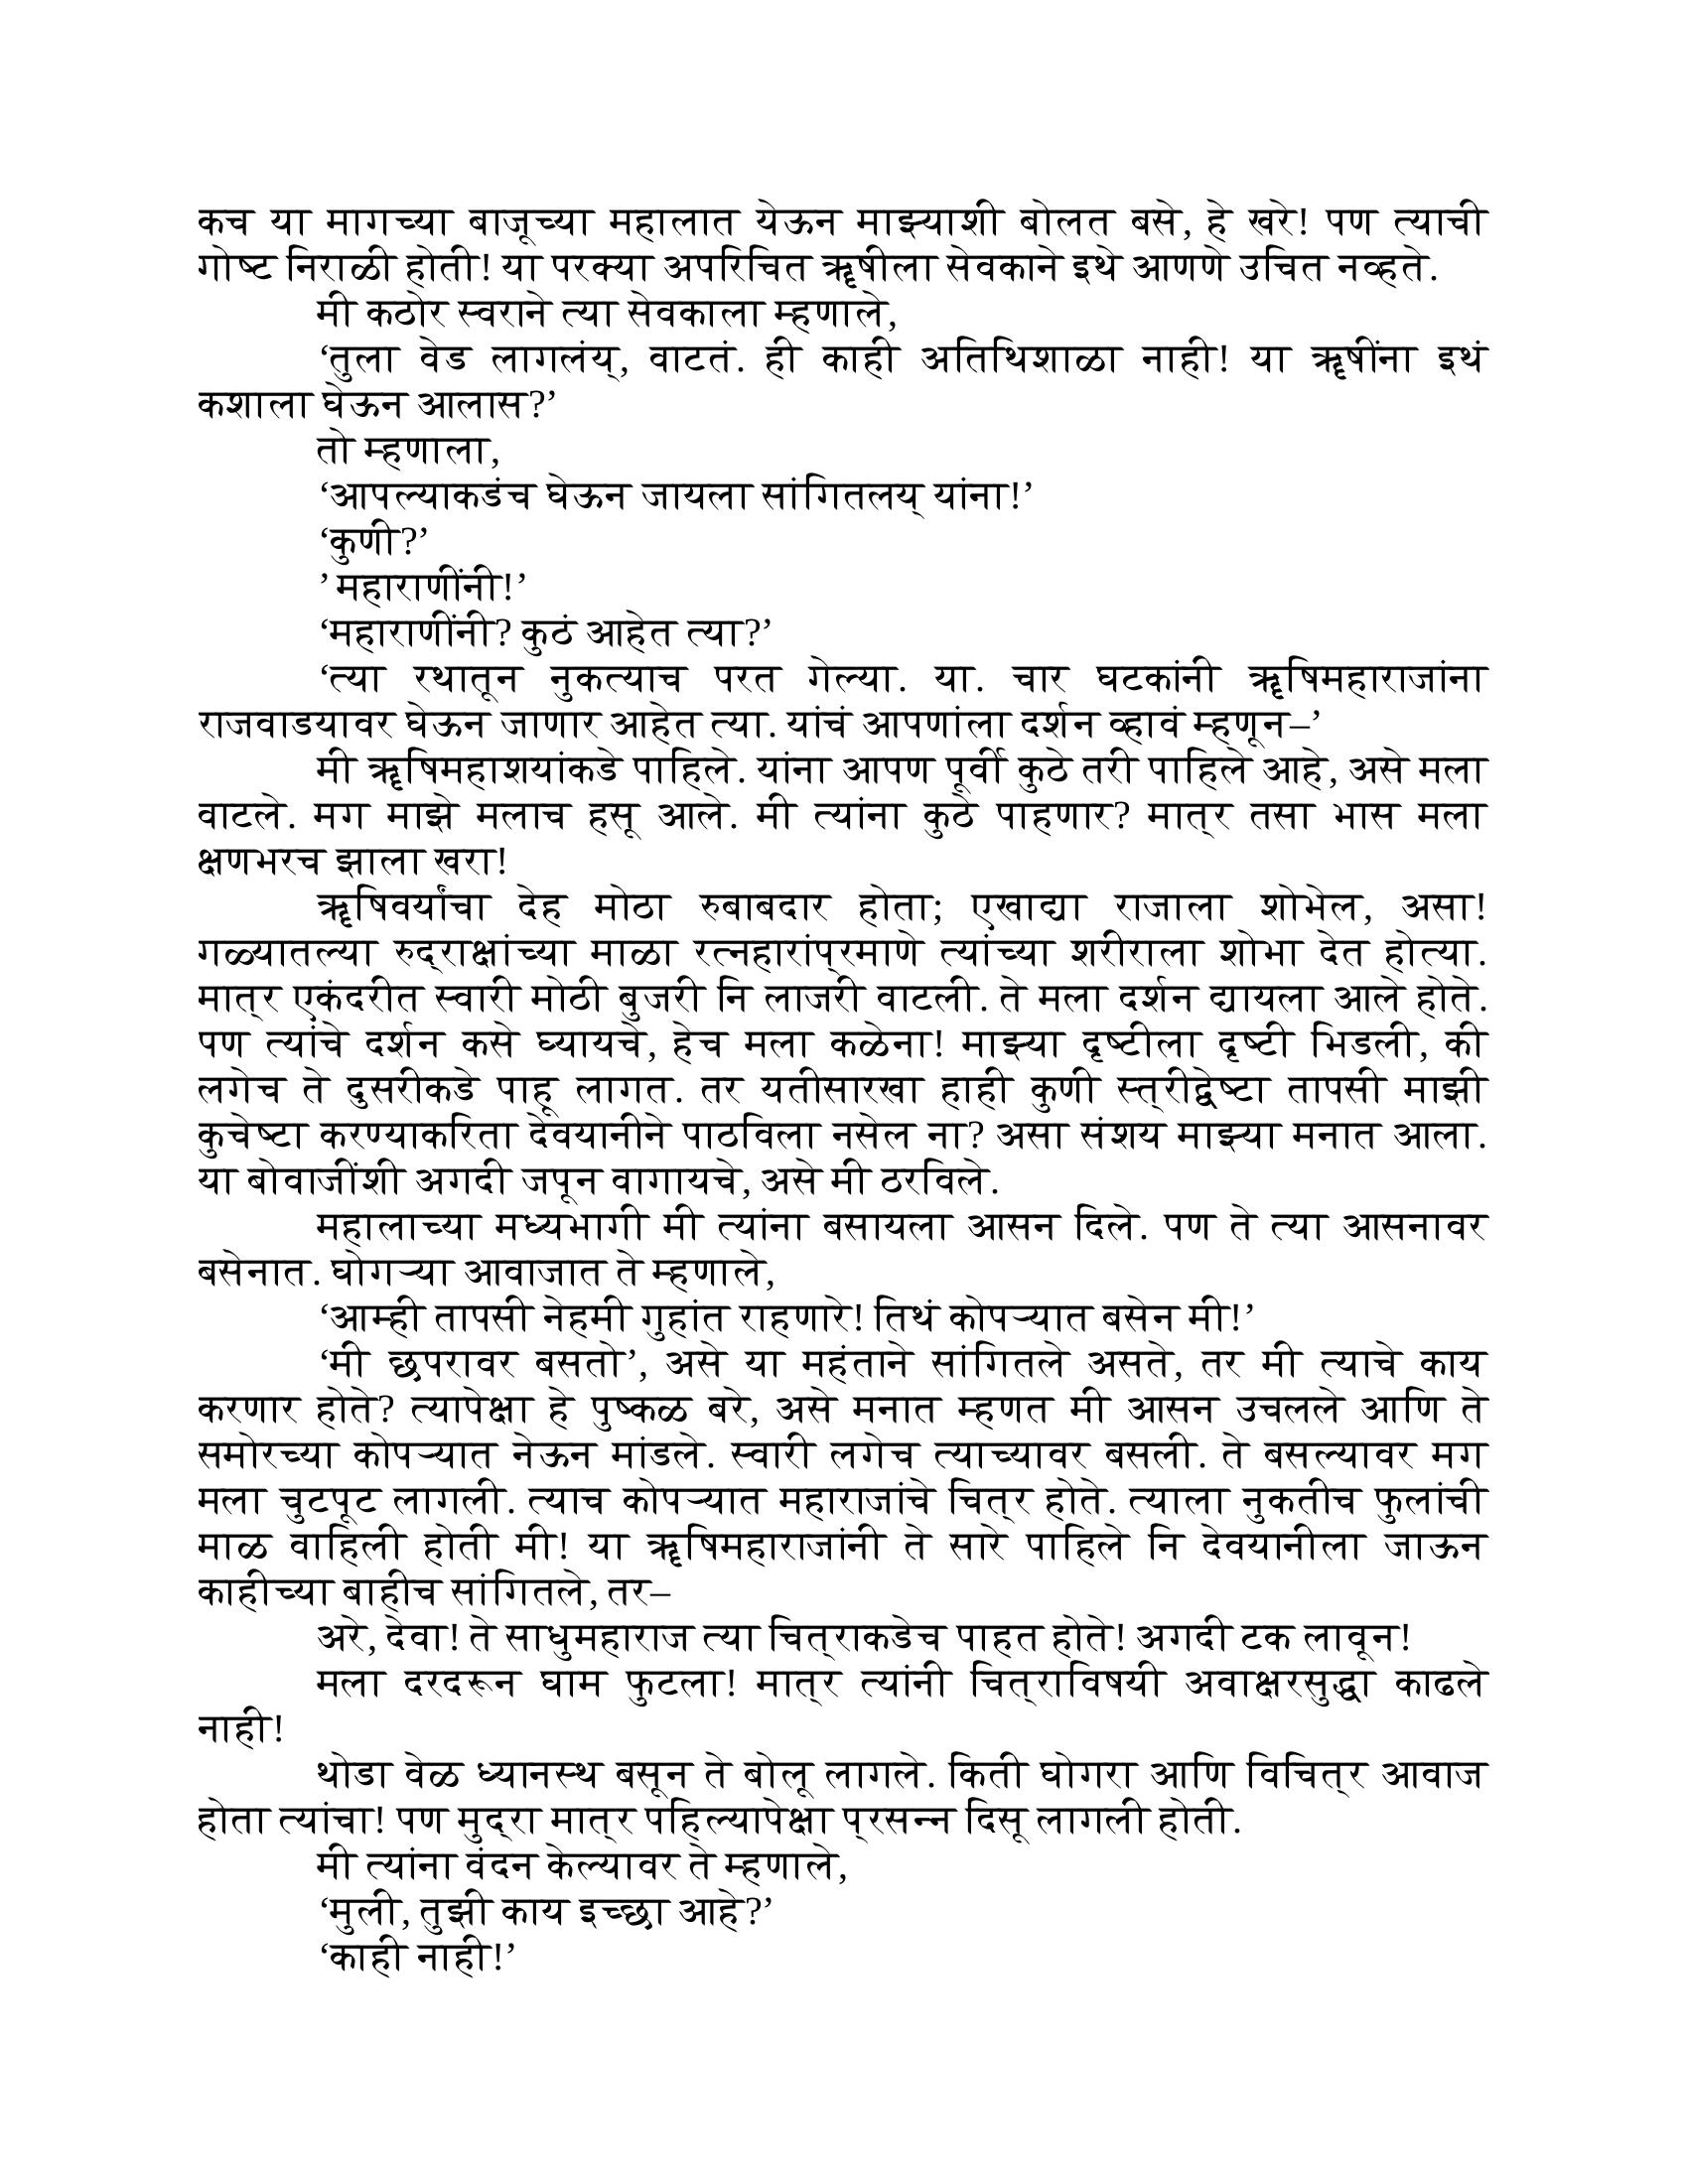 कच या मागच्या बाजूच्या महालात येऊन माझ्याशी बोलत बसे, हे खरे! पण त्याची
गोष्ट निराळी होती! या परक्या अपरिचित ॠषीला सेवकाने इथे आणणे उचित नव्हते.
मी कठोर स्वराने त्या सेवकाला म्हणाले,
‘तुला वेड लागलंय्, वाटतं. ही काही अतिथिशाळा नाही! या ॠषींना इथं
कशाला घेऊन आलास?’
तो म्हणाला,
‘आपल्याकडंच घेऊन जायला सांगितलय् यांना!’
‘कुणी?’
’महाराणींनी!’
‘महाराणींनी? कुठं आहेत त्या?’
‘त्या रथातून नुकत्याच परत गेल्या. या. चार घटकांनी ॠषिमहाराजांना
राजवाडयावर घेऊन जाणार आहेत त्या. यांचं आपणांला दर्शन व्हावं म्हणून–’
मी ॠषिमहाशयांकडे पाहिले. यांना आपण पूर्वी कुठे तरी पाहिले आहे, असे मला
वाटले. मग माझे मलाच हसू आले. मी त्यांना कुठे पाहणार? मात्र तसा भास मला
क्षणभरच झाला खरा!
ॠषिवर्यांचा देह मोठा रुबाबदार होता; एखाद्या राजाला शोभेल, असा!
गळ्यातल्या रुद्राक्षांच्या माळा रत्नहारांप्रमाणे त्यांच्या शरीराला शोभा देत होत्या.
मात्र एकंदरीत स्वारी मोठी बुजरी नि लाजरी वाटली. ते मला दर्शन द्यायला आले होते.
पण त्यांचे दर्शन कसे घ्यायचे, हेच मला कळेना! माझ्या दृष्टीला दृष्टी भिडली, की
लगेच ते दुसरीकडे पाहू लागत. तर यतीसारखा हाही कुणी स्त्रीद्वेष्टा तापसी माझी
कुचेष्टा करण्याकरिता देवयानीने पाठविला नसेल ना? असा संशय माझ्या मनात आला.
या बोवाजींशी अगदी जपून वागायचे, असे मी ठरविले.
महालाच्या मध्यभागी मी त्यांना बसायला आसन दिले. पण ते त्या आसनावर
बसेनात. घोगऱ्या आवाजात ते म्हणाले,
‘आम्ही तापसी नेहमी गुहांत राहणारे! तिथं कोपऱ्यात बसेन मी!’
‘मी छपरावर बसतो’, असे या महंताने सांगितले असते, तर मी त्याचे काय
करणार होते? त्यापेक्षा हे पुष्कळ बरे, असे मनात म्हणत मी आसन उचलले आणि ते
समोरच्या कोपऱ्यात नेऊन मांडले. स्वारी लगेच त्याच्यावर बसली. ते बसल्यावर मग
मला चुटपूट लागली. त्याच कोपऱ्यात महाराजांचे चित्र होते. त्याला नुकतीच फुलांची
माळ वाहिली होती मी! या ॠषिमहाराजांनी ते सारे पाहिले नि देवयानीला जाऊन
काहीच्या बाहीच सांगितले, तर–
अरे, देवा! ते साधुमहाराज त्या चित्राकडेच पाहत होते! अगदी टक लावून!
मला दरदरून घाम फुटला! मात्र त्यांनी चित्राविषयी अवाक्षरसुद्धा काढले
नाही!
थोडा वेळ ध्यानस्थ बसून ते बोलू लागले. किती घोगरा आणि विचित्र आवाज
होता त्यांचा! पण मुद्रा मात्र पहिल्यापेक्षा प्रसन्न दिसू लागली होती.
मी त्यांना वंदन केल्यावर ते म्हणाले,
‘मुली, तुझी काय इच्छा आहे?’
‘काही नाही!’